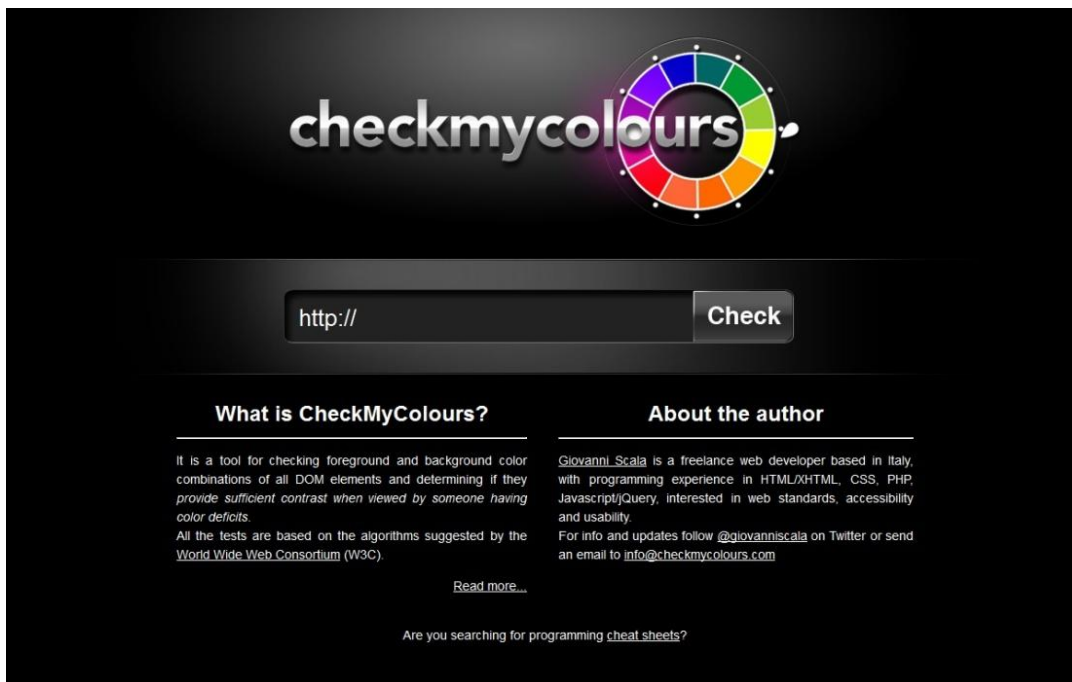 checkmycolours
http://
Check
What is CheckMyColours?
It is a tool for checking foreground and background color
combinations of all DOM elements and determining if they
provide sufficient contrast when viewed by someone having
color deficits.
All the tests are based on the algorithms suggested by the
World Wide Web Consortium (W3C).
Read more...
About the author
Giovanni Scala is a freelance web developer based in Italy,
with programming experience in HTML/XHTML, CSS, PHP,
Javascript/jQuery, interested in web standards, accessibility
and usability.
For info and updates follow @giovanniscala on Twitter or send
an email to info@checkmycolours.com
Are you searching for programming cheat sheets?